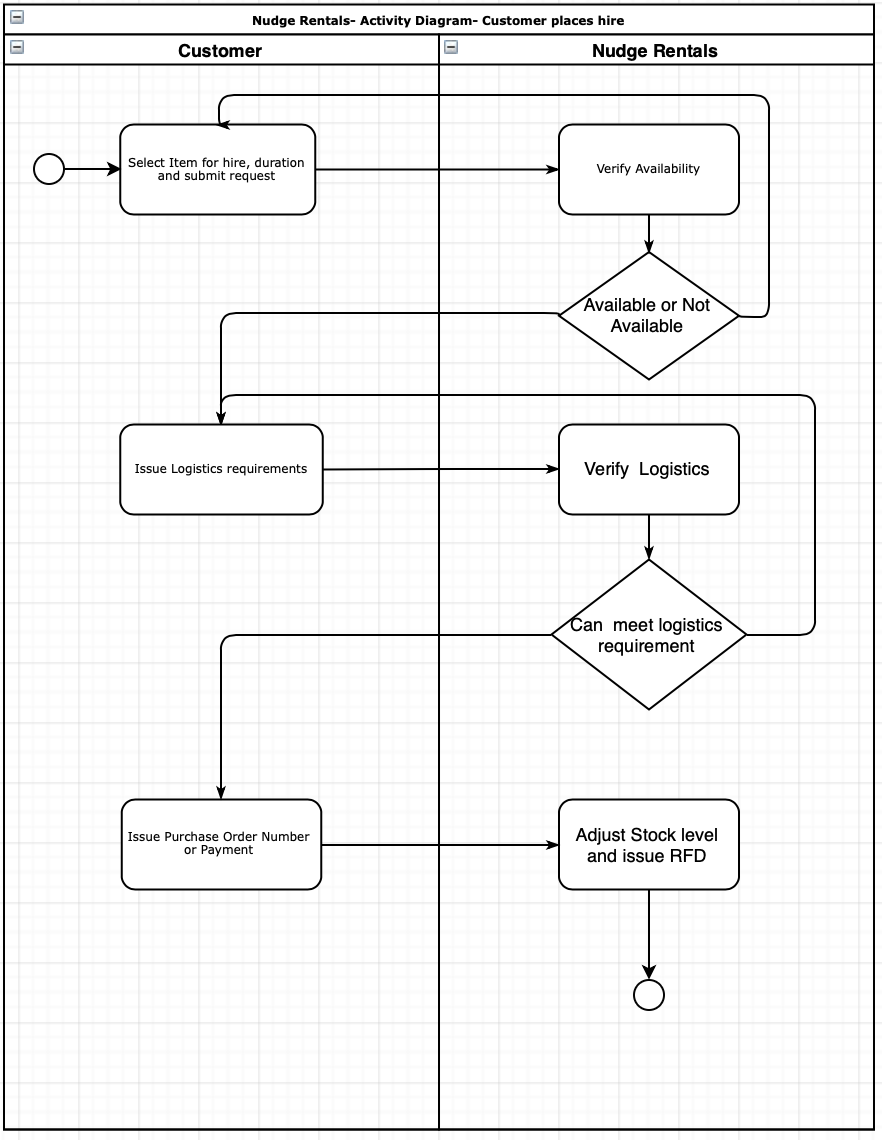 Nudge Rentals- Activity Diagram- Customer places hire
Customer
Nudge Rentals
Select Item for hire, duration
and submit request
Verify Availability
Available or Not
Available
Issue Logistics requirements
Verify  Logistics
Can  meet logistics
requirement
Issue Purchase Order Number
or Payment
Adjust Stock level
and issue RFD